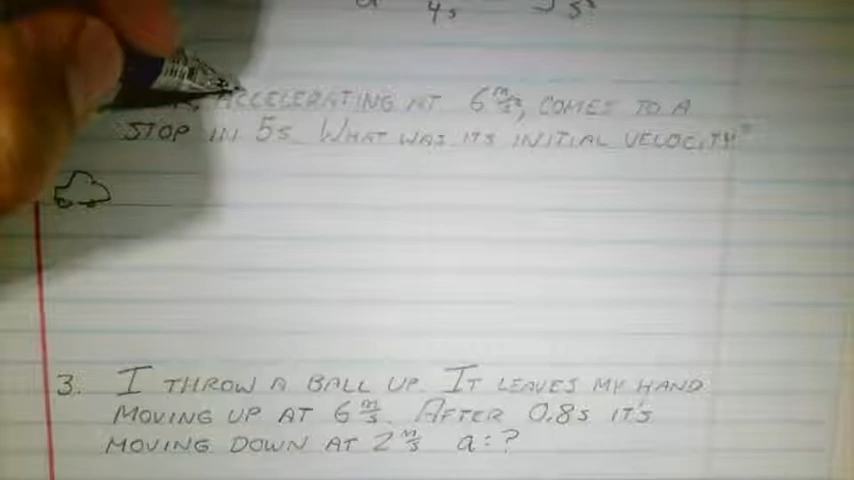 4s
ACCELERATING AT 6 m/s², COMES TO A
STOP IN 5s. WHAT WAS ITS INITIAL VELOCITY?
3. I THROW A BALL UP. IT LEAVES MY HAND
MOVING UP AT 6 m/s. AFTER 0.8s IT'S
MOVING DOWN AT 2 m/s a:?